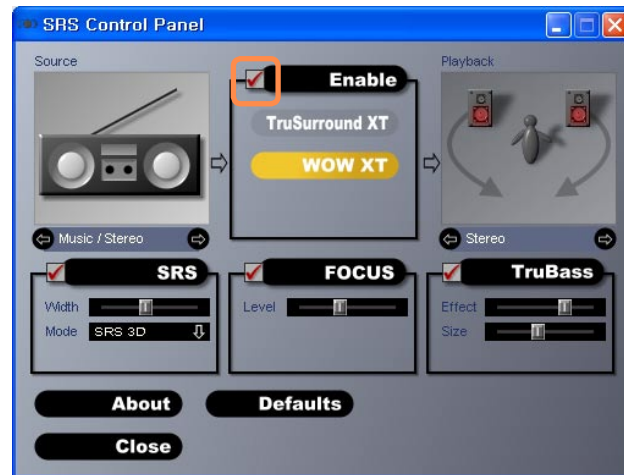 SRS Control Panel
Source
Enable
Playback
TruSurround XT
WOW XT
Music / Stereo
Stereo
SRS
FOCUS
TruBass
Width
Level
Effect
Mode
SRS 3D
Size
About
Defaults
Close